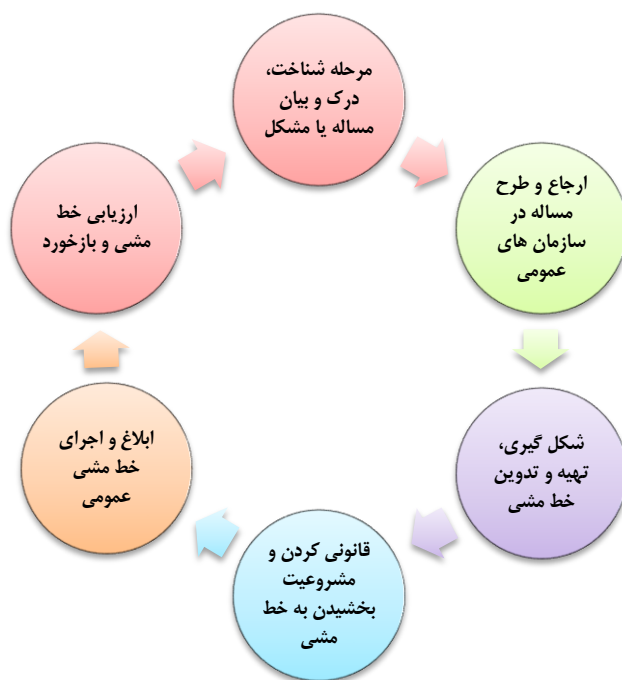 مرحله شناخت،
درک و بیان
مساله یا مشکل
ارجاع و طرح
مساله در
سازمان های
عمومی
شکل گیری،
تهیه و تدوین
خط مشی
قانونی کردن و
مشروعیت
بخشیدن به خط
مشی
ابلاغ و اجرای
خط مشی
عمومی
ارزیابی خط
مشی و بازخورد